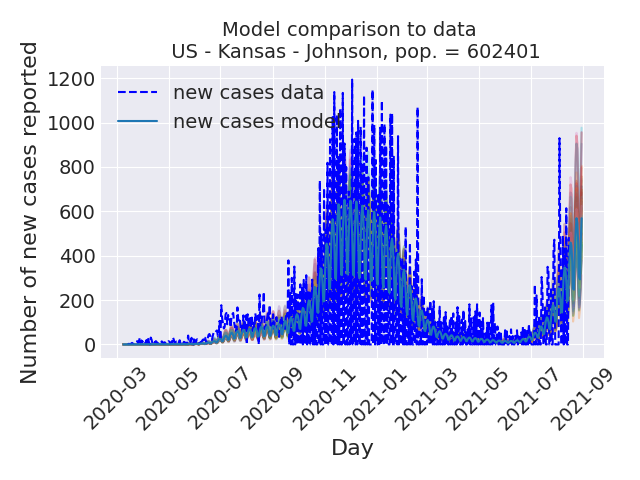 Model comparison to data
US - Kansas - Johnson, pop. = 602401
Number of new cases reported
1200
1000
800
600
400
200
0
new cases data
new cases model
2020-03
2020-05
2020-07
2020-09
2020-11
2021-01
2021-03
2021-05
2021-07
2021-09
Day